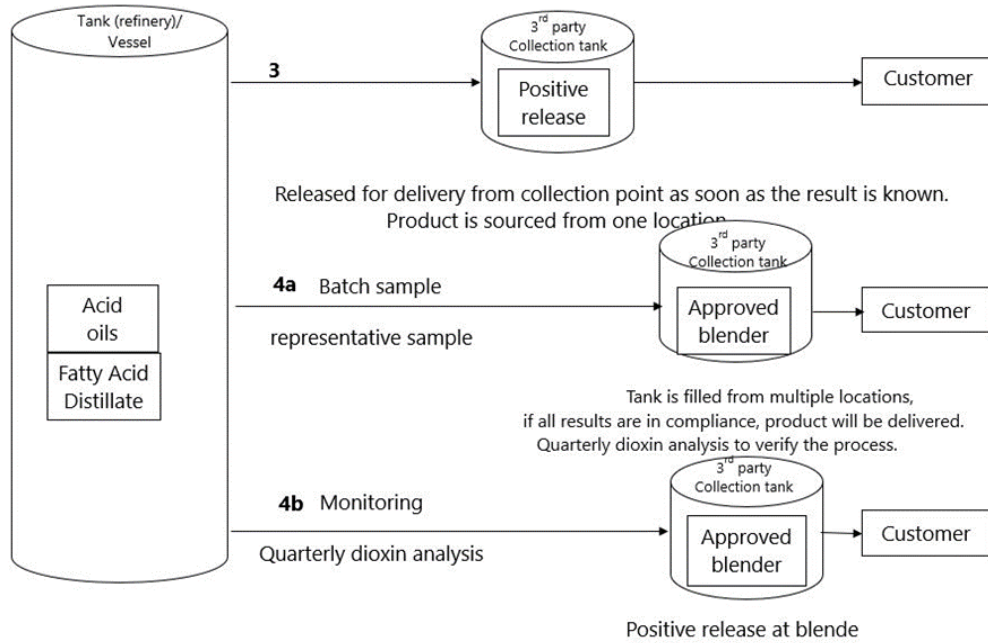 Tank (refinery)/
Vessel
3rd party
Collection tank
3
Positive
release
Customer
Released for delivery from collection point as soon as the result is known.
Product is sourced from one location
3rd party
Collection tank
4a Batch sample
representative sample
Approved
blender
Customer
Acid
oils
Fatty Acid
Distillate
Tank is filled from multiple locations,
if all results are in compliance, product will be delivered.
Quarterly dioxin analysis to verify the process.
3rd party
Collection tank
4b Monitoring
Quarterly dioxin analysis
Approved
blender
Customer
Positive release at blende